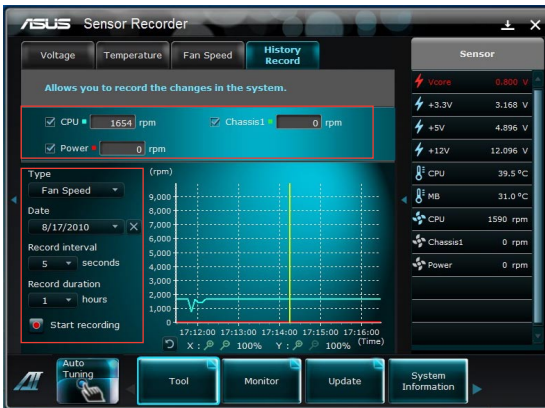 ASUS Sensor Recorder
Voltage Temperature Fan Speed History Record
Sensor
Allows you to record the changes in the system.
CPU 1654 rpm Chassis1 0 rpm
Power 0 rpm
Vcore 0.800 V
+3.3V 3.168 V
+5V 4.896 V
+12V 12.096 V
CPU 39.5 ºC
MB 31.0 ºC
CPU 1590 rpm
Chassis1 0 rpm
Power 0 rpm
Type
Fan Speed
Date
8/17/2010
Record interval
5 seconds
Record duration
1 hours
Start recording
(rpm)
9,000
8,000
7,000
6,000
5,000
4,000
3,000
2,000
1,000
0
17:12:00 17:13:00 17:14:00 17:15:00 17:16:00
(Time)
X : 100% Y : 100%
Auto Tuning
Tool
Monitor
Update
System Information